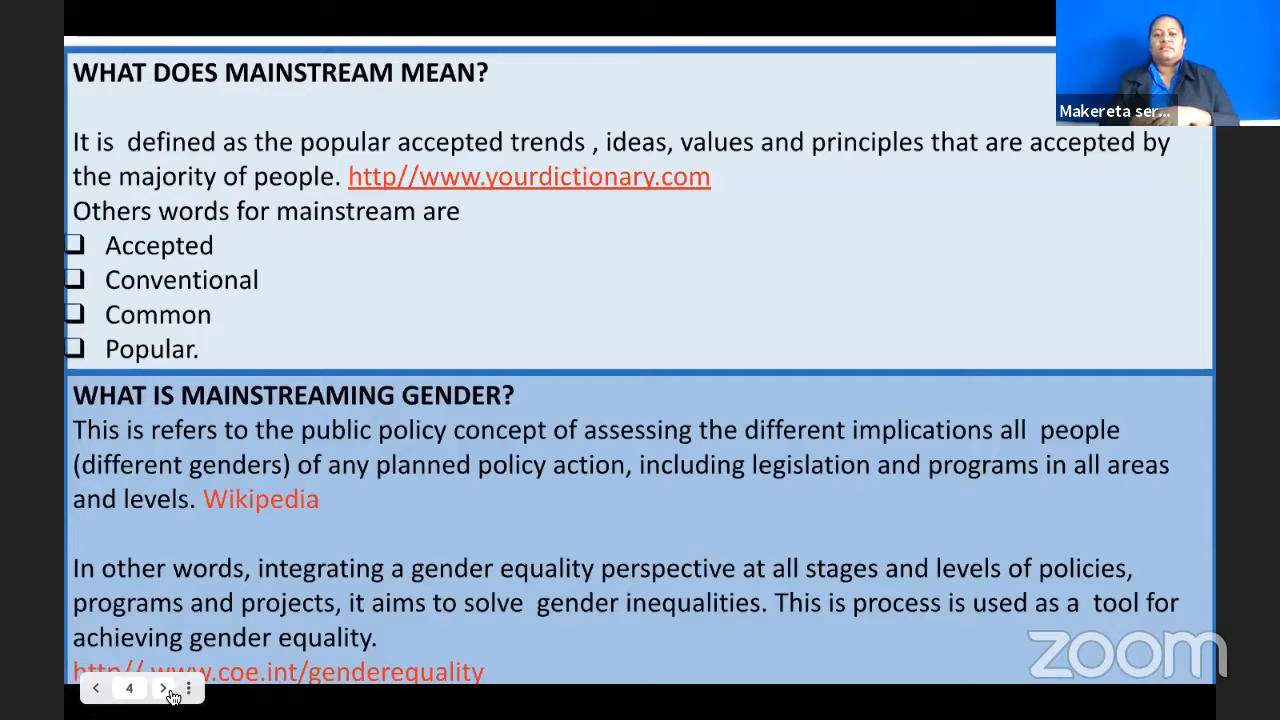 WHAT DOES MAINSTREAM MEAN?
Makereta ser...
It is defined as the popular accepted trends , ideas, values and principles that are accepted by
the majority of people. http//www.yourdictionary.com
Others words for mainstream are
Accepted
Conventional
Common
Popular.
WHAT IS MAINSTREAMING GENDER?
This is refers to the public policy concept of assessing the different implications all people
(different genders) of any planned policy action, including legislation and programs in all areas
and levels. Wikipedia
In other words, integrating a gender equality perspective at all stages and levels of policies,
programs and projects, it aims to solve gender inequalities. This is process is used as a tool for
achieving gender equality.
http// www.coe.int/genderequality
zoom
4